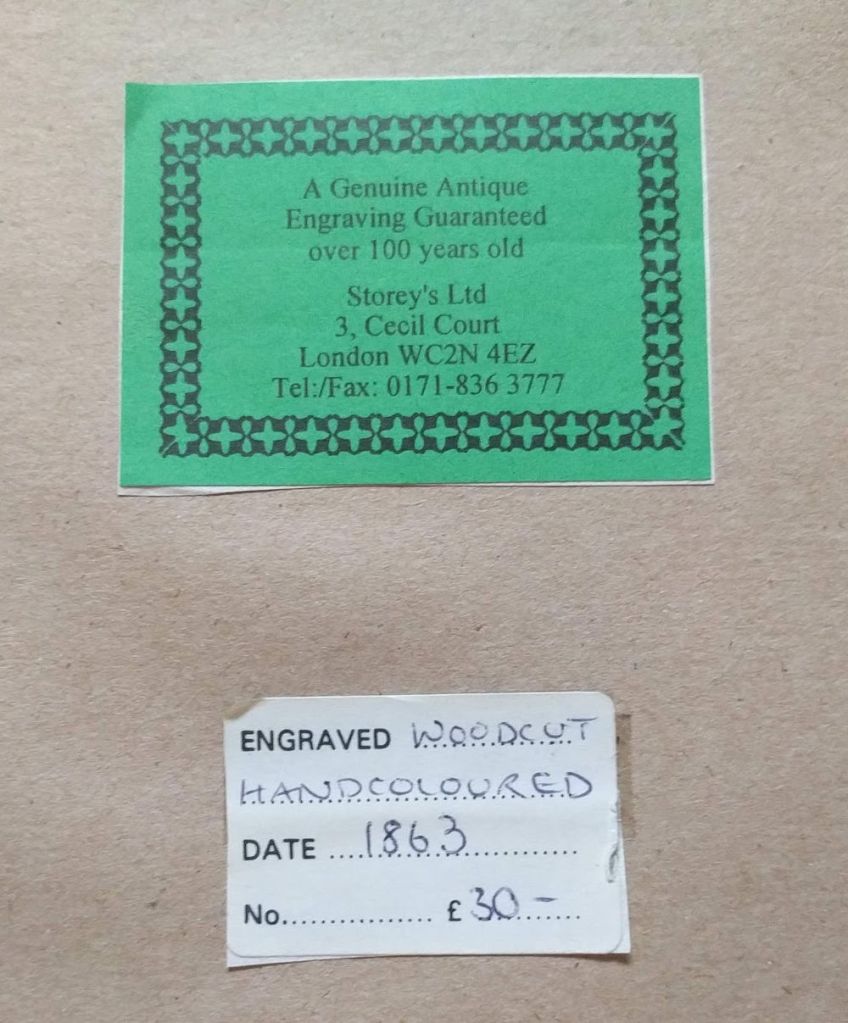 A Genuine Antique
Engraving Guaranteed
over 100 years old
Storey's Ltd
3, Cecil Court
London WC2N 4EZ
Tel:/Fax: 0171-836 3777
ENGRAVED WOODCUT
HANDCOLOURED
DATE ....1863....................
No................ £30-......